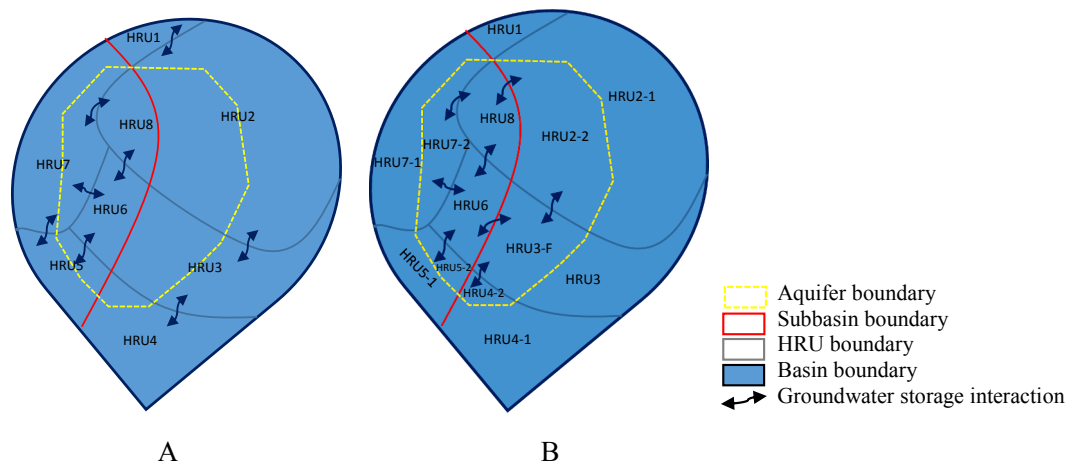 HRU1
HRU2
HRU8
HRU7
HRU6
HRU5
HRU3
HRU4
A
HRU1
HRU2-1
HRU8
HRU2-2
HRU7-2
HRU7-1
HRU6
HRU3-F
HRU5-2
HRU5-1
HRU3
HRU4-2
HRU4-1
B
Aquifer boundary
Subbasin boundary
HRU boundary
Basin boundary
Groundwater storage interaction